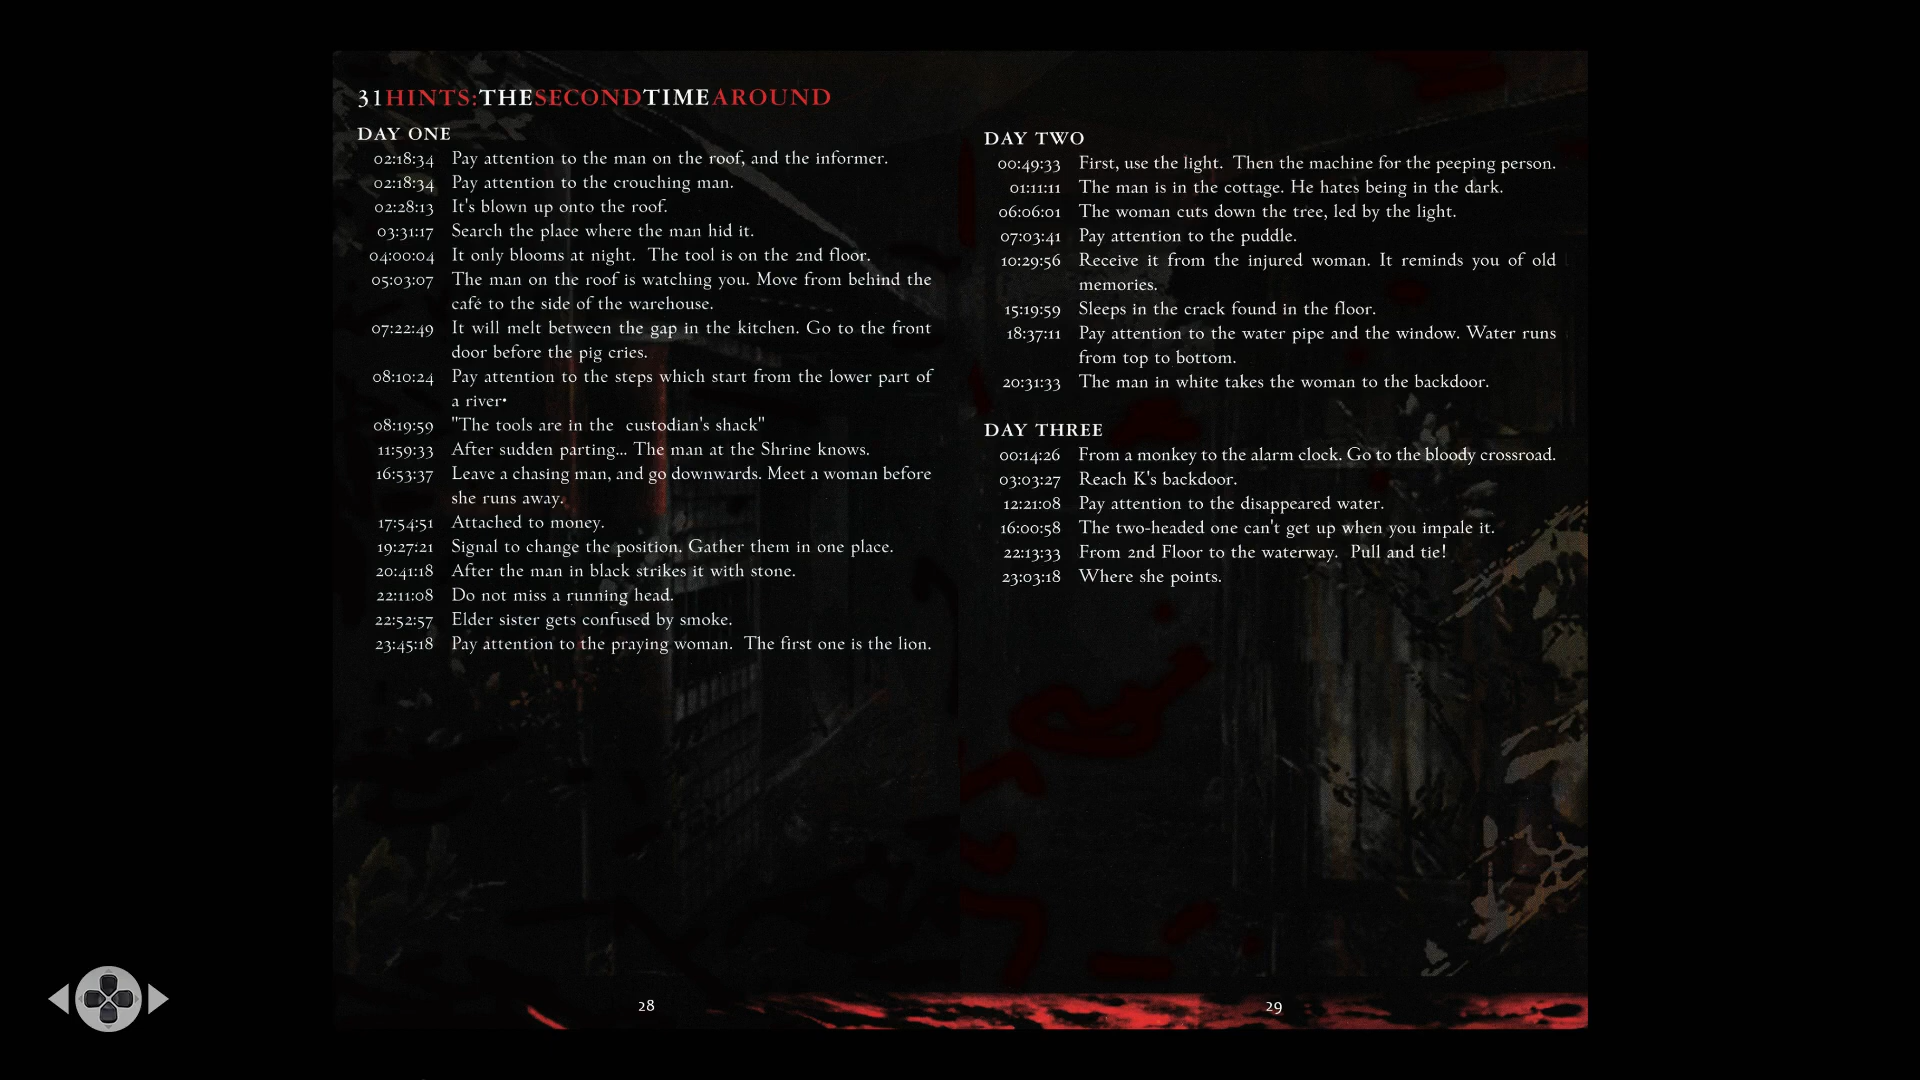 31HINTS:THESECONDTIMEAROUND
DAY ONE
02:18:34 Pay attention to the man on the roof, and the informer.
02:18:34 Pay attention to the crouching man.
02:28:13 It's blown up onto the roof.
03:31:17 Search the place where the man hid it.
04:00:04 It only blooms at night. The tool is on the 2nd floor.
05:03:07 The man on the roof is watching you. Move from behind the
café to the side of the warehouse.
07:22:49 It will melt between the gap in the kitchen. Go to the front
door before the pig cries.
08:10:24 Pay attention to the steps which start from the lower part of
a river•
08:19:59 "The tools are in the custodian's shack"
11:59:33 After sudden parting... The man at the Shrine knows.
16:53:37 Leave a chasing man, and go downwards. Meet a woman before
she runs away.
17:54:51 Attached to money.
19:27:21 Signal to change the position. Gather them in one place.
20:41:18 After the man in black strikes it with stone.
22:11:08 Do not miss a running head.
22:52:57 Elder sister gets confused by smoke.
23:45:18 Pay attention to the praying woman. The first one is the lion.
28
DAY TWO
00:49:33 First, use the light. Then the machine for the peeping person.
01:11:11 The man is in the cottage. He hates being in the dark.
06:06:01 The woman cuts down the tree, led by the light.
07:03:41 Pay attention to the puddle.
10:29:56 Receive it from the injured woman. It reminds you of old
memories.
15:19:59 Sleeps in the crack found in the floor.
18:37:11 Pay attention to the water pipe and the window. Water runs
from top to bottom.
20:31:33 The man in white takes the woman to the backdoor.
DAY THREE
00:14:26 From a monkey to the alarm clock. Go to the bloody crossroad.
03:03:27 Reach K's backdoor.
12:21:08 Pay attention to the disappeared water.
16:00:58 The two-headed one can't get up when you impale it.
22:13:33 From 2nd Floor to the waterway. Pull and tie!
23:03:18 Where she points.
29